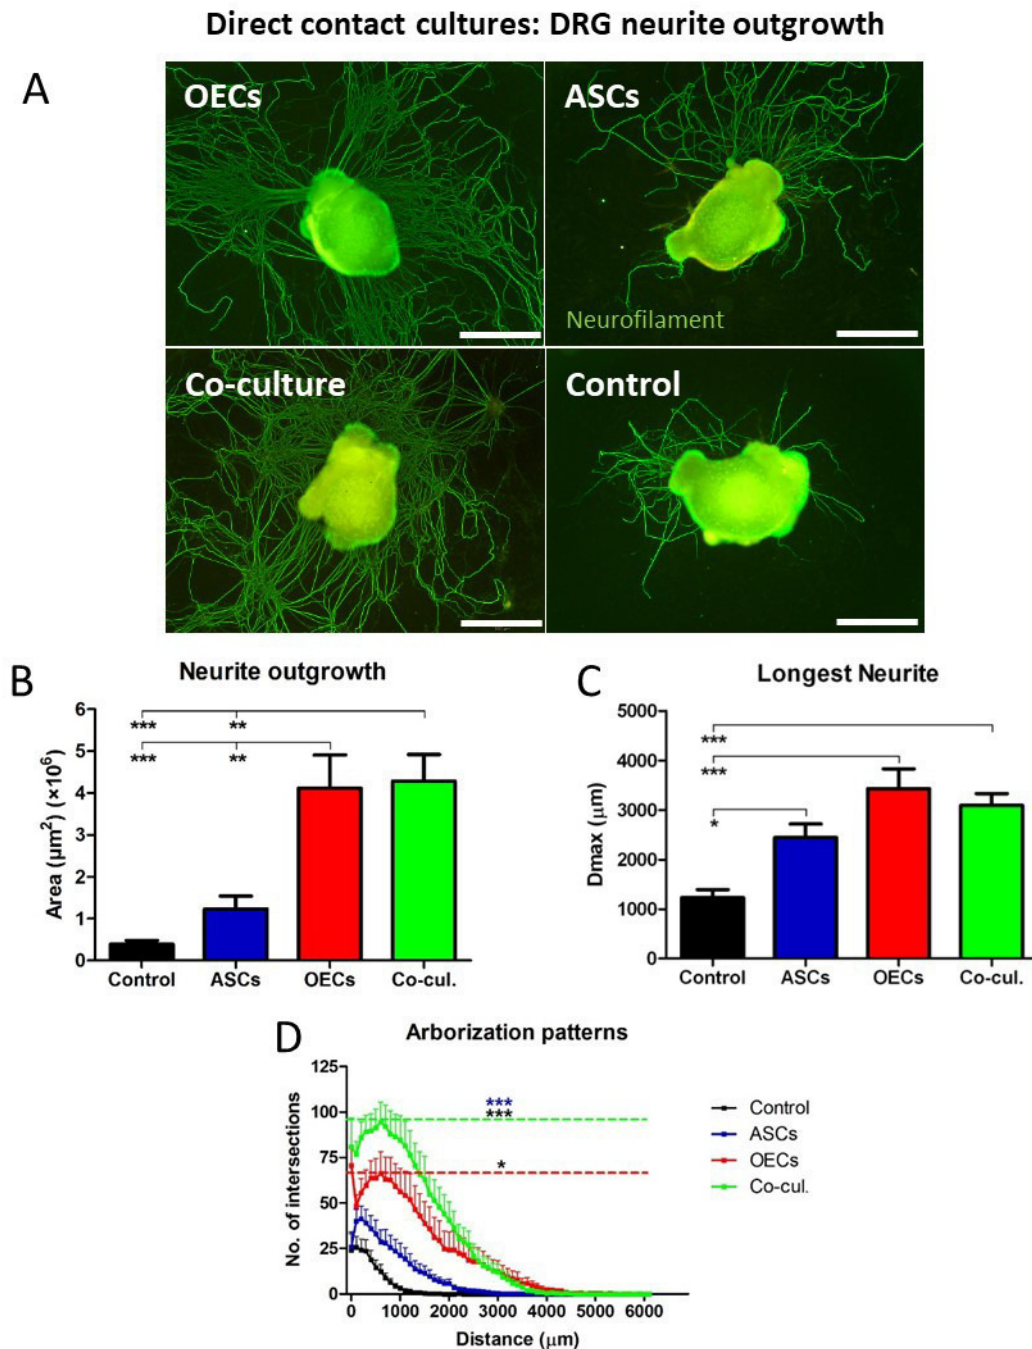 Direct contact cultures: DRG neurite outgrowth
A
OECs
ASCs
Neurofilament
Co-culture
Control
B
Neurite outgrowth
Area (µm²) (×10⁶)
6
5
4
3
2
1
0
***
**
***
**
Control
ASCs
OECs
Co-cul.
C
Longest Neurite
Dmax (µm)
5000
4000
3000
2000
1000
0
***
***
*
Control
ASCs
OECs
Co-cul.
D
Arborization patterns
No. of intersections
125
100
75
50
25
0
***
***
*
0
1000
2000
3000
4000
5000
6000
Distance (µm)
Control
ASCs
OECs
Co-cul.